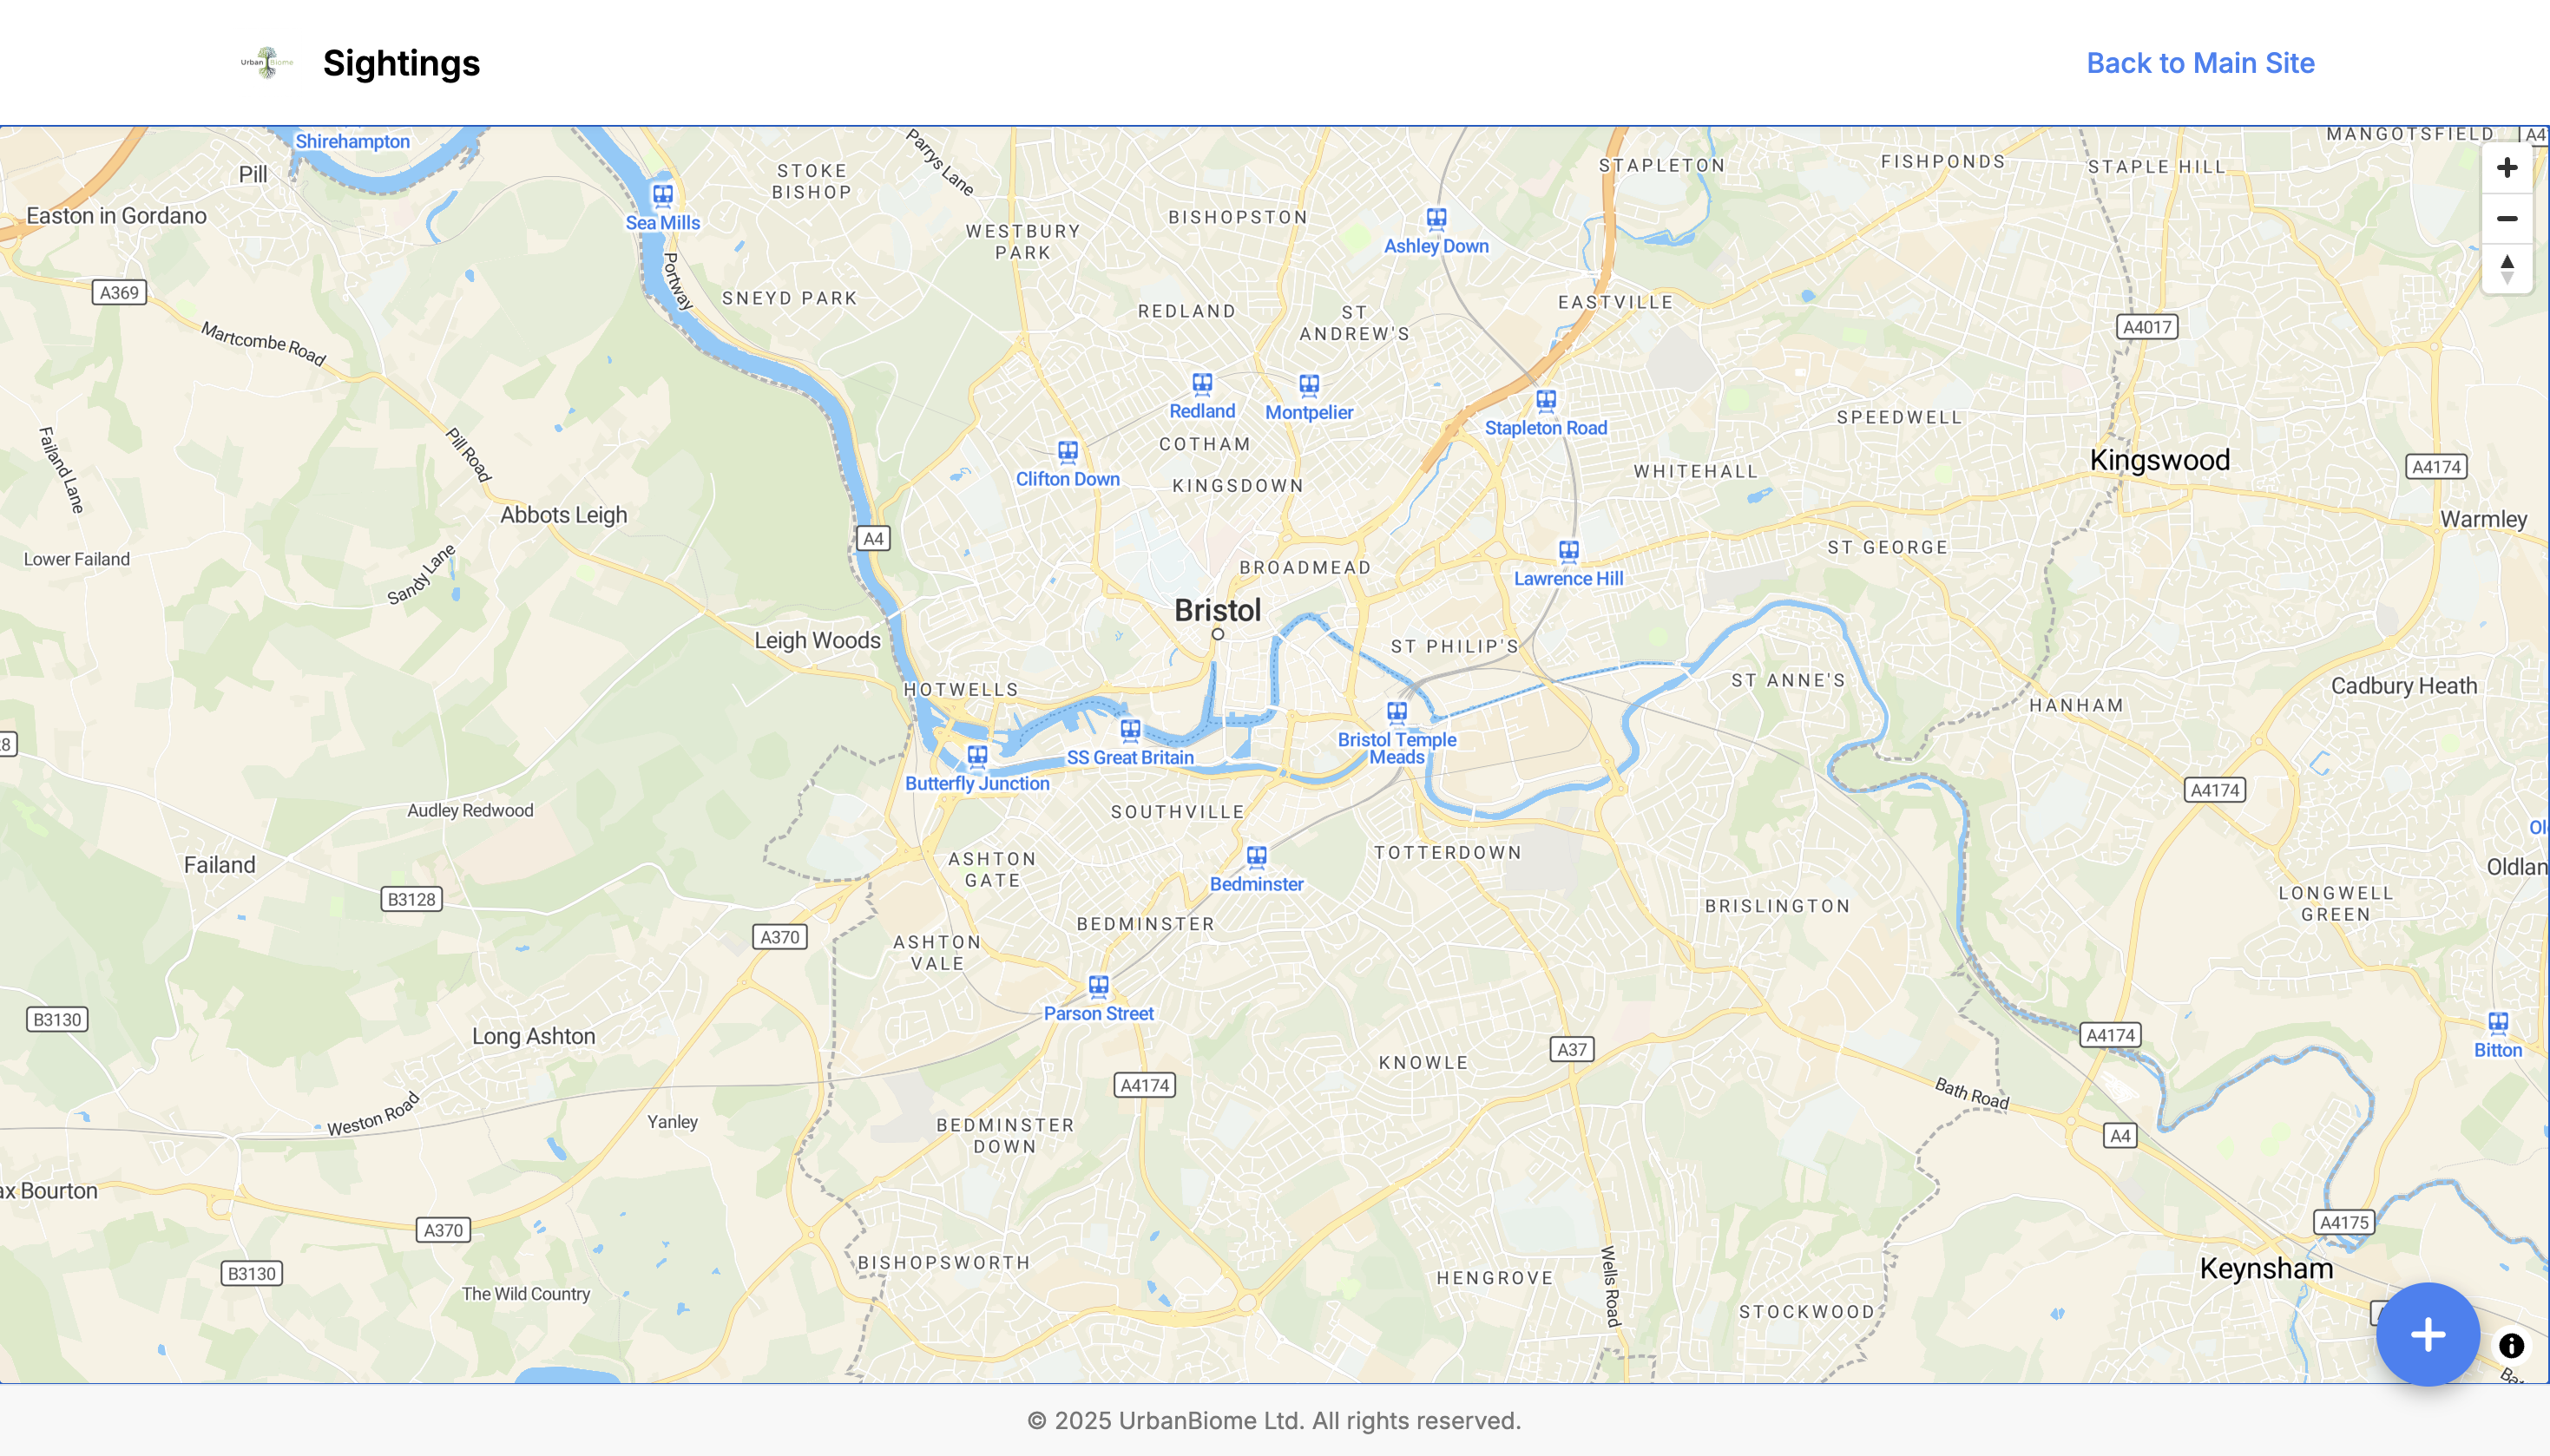 UrbanBiome
Sightings
Back to Main Site
Shirehampton
MANGOTSFIELD
Pill
Parrys Lane
STOKE
BISHOP
STAPLETON
FISHPONDS
STAPLE HILL
Easton in Gordano
Sea Mills
BISHOPSTON
WESTBURY
PARK
Ashley Down
A369
Portway
SNEYD PARK
REDLAND
ST
ANDREW'S
EASTVILLE
A4017
Martcombe Road
Redland
Montpelier
Stapleton Road
SPEEDWELL
Failand Lane
Pill Road
COTHAM
Clifton Down
KINGSDOWN
WHITEHALL
Kingswood
A4174
Abbots Leigh
Warmley
A4
Lower Failand
Sandy Lane
BROADMEAD
Lawrence Hill
ST GEORGE
Bristol
Leigh Woods
ST PHILIP'S
HOTWELLS
ST ANNE'S
HANHAM
Cadbury Heath
SS Great Britain
Bristol Temple
Meads
Butterfly Junction
A4174
Audley Redwood
SOUTHVILLE
Failand
ASHTON
GATE
Bedminster
TOTTERDOWN
Oldlan
B3128
BEDMINSTER
BRISLINGTON
LONGWELL
GREEN
A370
ASHTON
VALE
B3130
Long Ashton
Parson Street
A37
A4174
Bitton
KNOWLE
A4174
Weston Road
Yanley
Bath Road
BEDMINSTER
DOWN
A4
ax Bourton
A370
A4175
B3130
The Wild Country
BISHOPSWORTH
HENGROVE
Wells Road
STOCKWOOD
Keynsham
© 2025 UrbanBiome Ltd. All rights reserved.